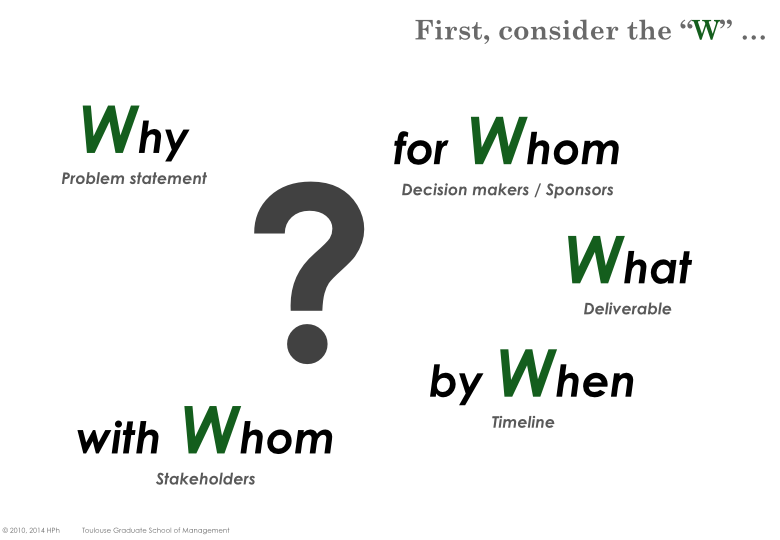 First, consider the “W” ...
Why
Problem statement
for Whom
Decision makers / Sponsors
?
What
Deliverable
by When
Timeline
with Whom
Stakeholders
© 2010, 2014 HPh Toulouse Graduate School of Management